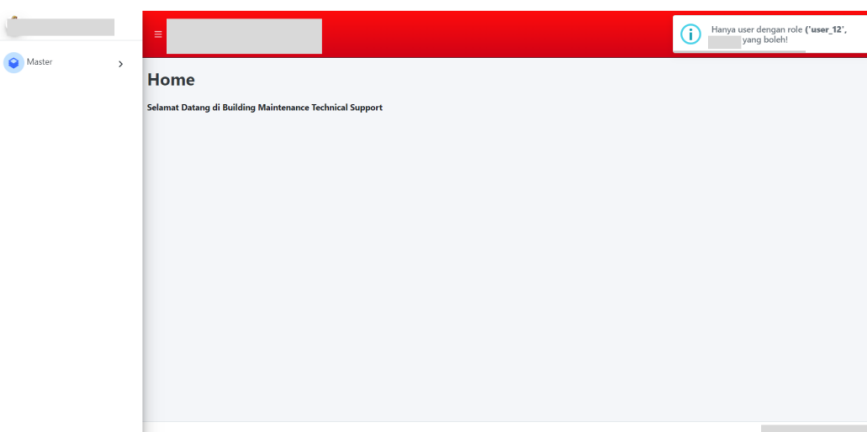 Hanya user dengan role ('user_12',
yang boleh!
Master
Home
Selamat Datang di Building Maintenance Technical Support